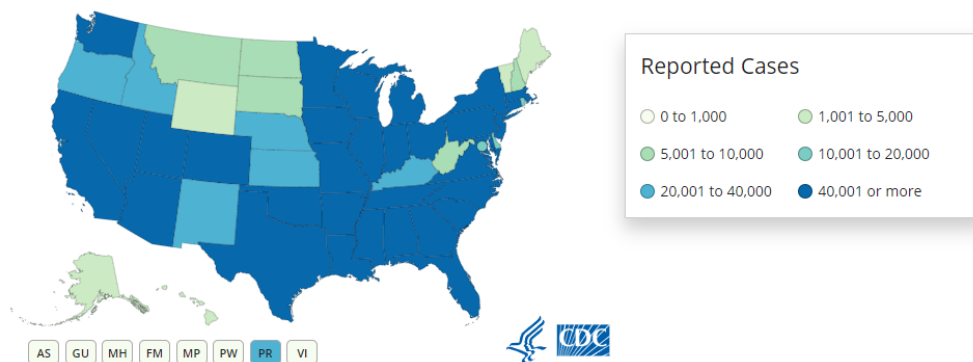 Reported Cases
0 to 1,000
1,001 to 5,000
5,001 to 10,000
10,001 to 20,000
20,001 to 40,000
40,001 or more
AS GU MH FM MP PW PR VI
CDC